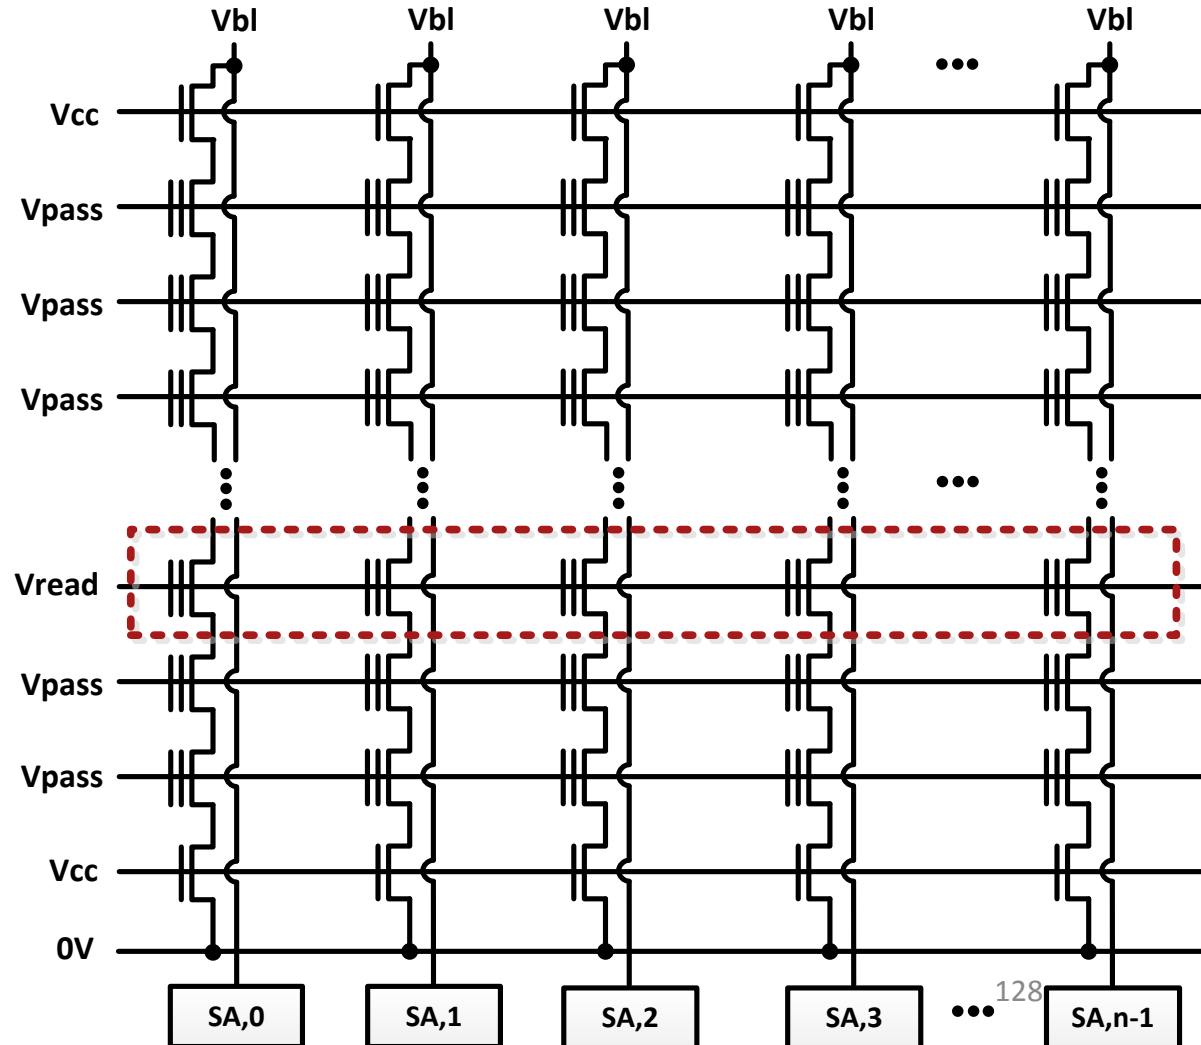 Vbl Vbl Vbl Vbl Vbl
Vcc
Vpass
Vpass
Vpass
Vread
Vpass
Vpass
Vcc
0V
128
SA,0 SA,1 SA,2 SA,3 SA,n-1